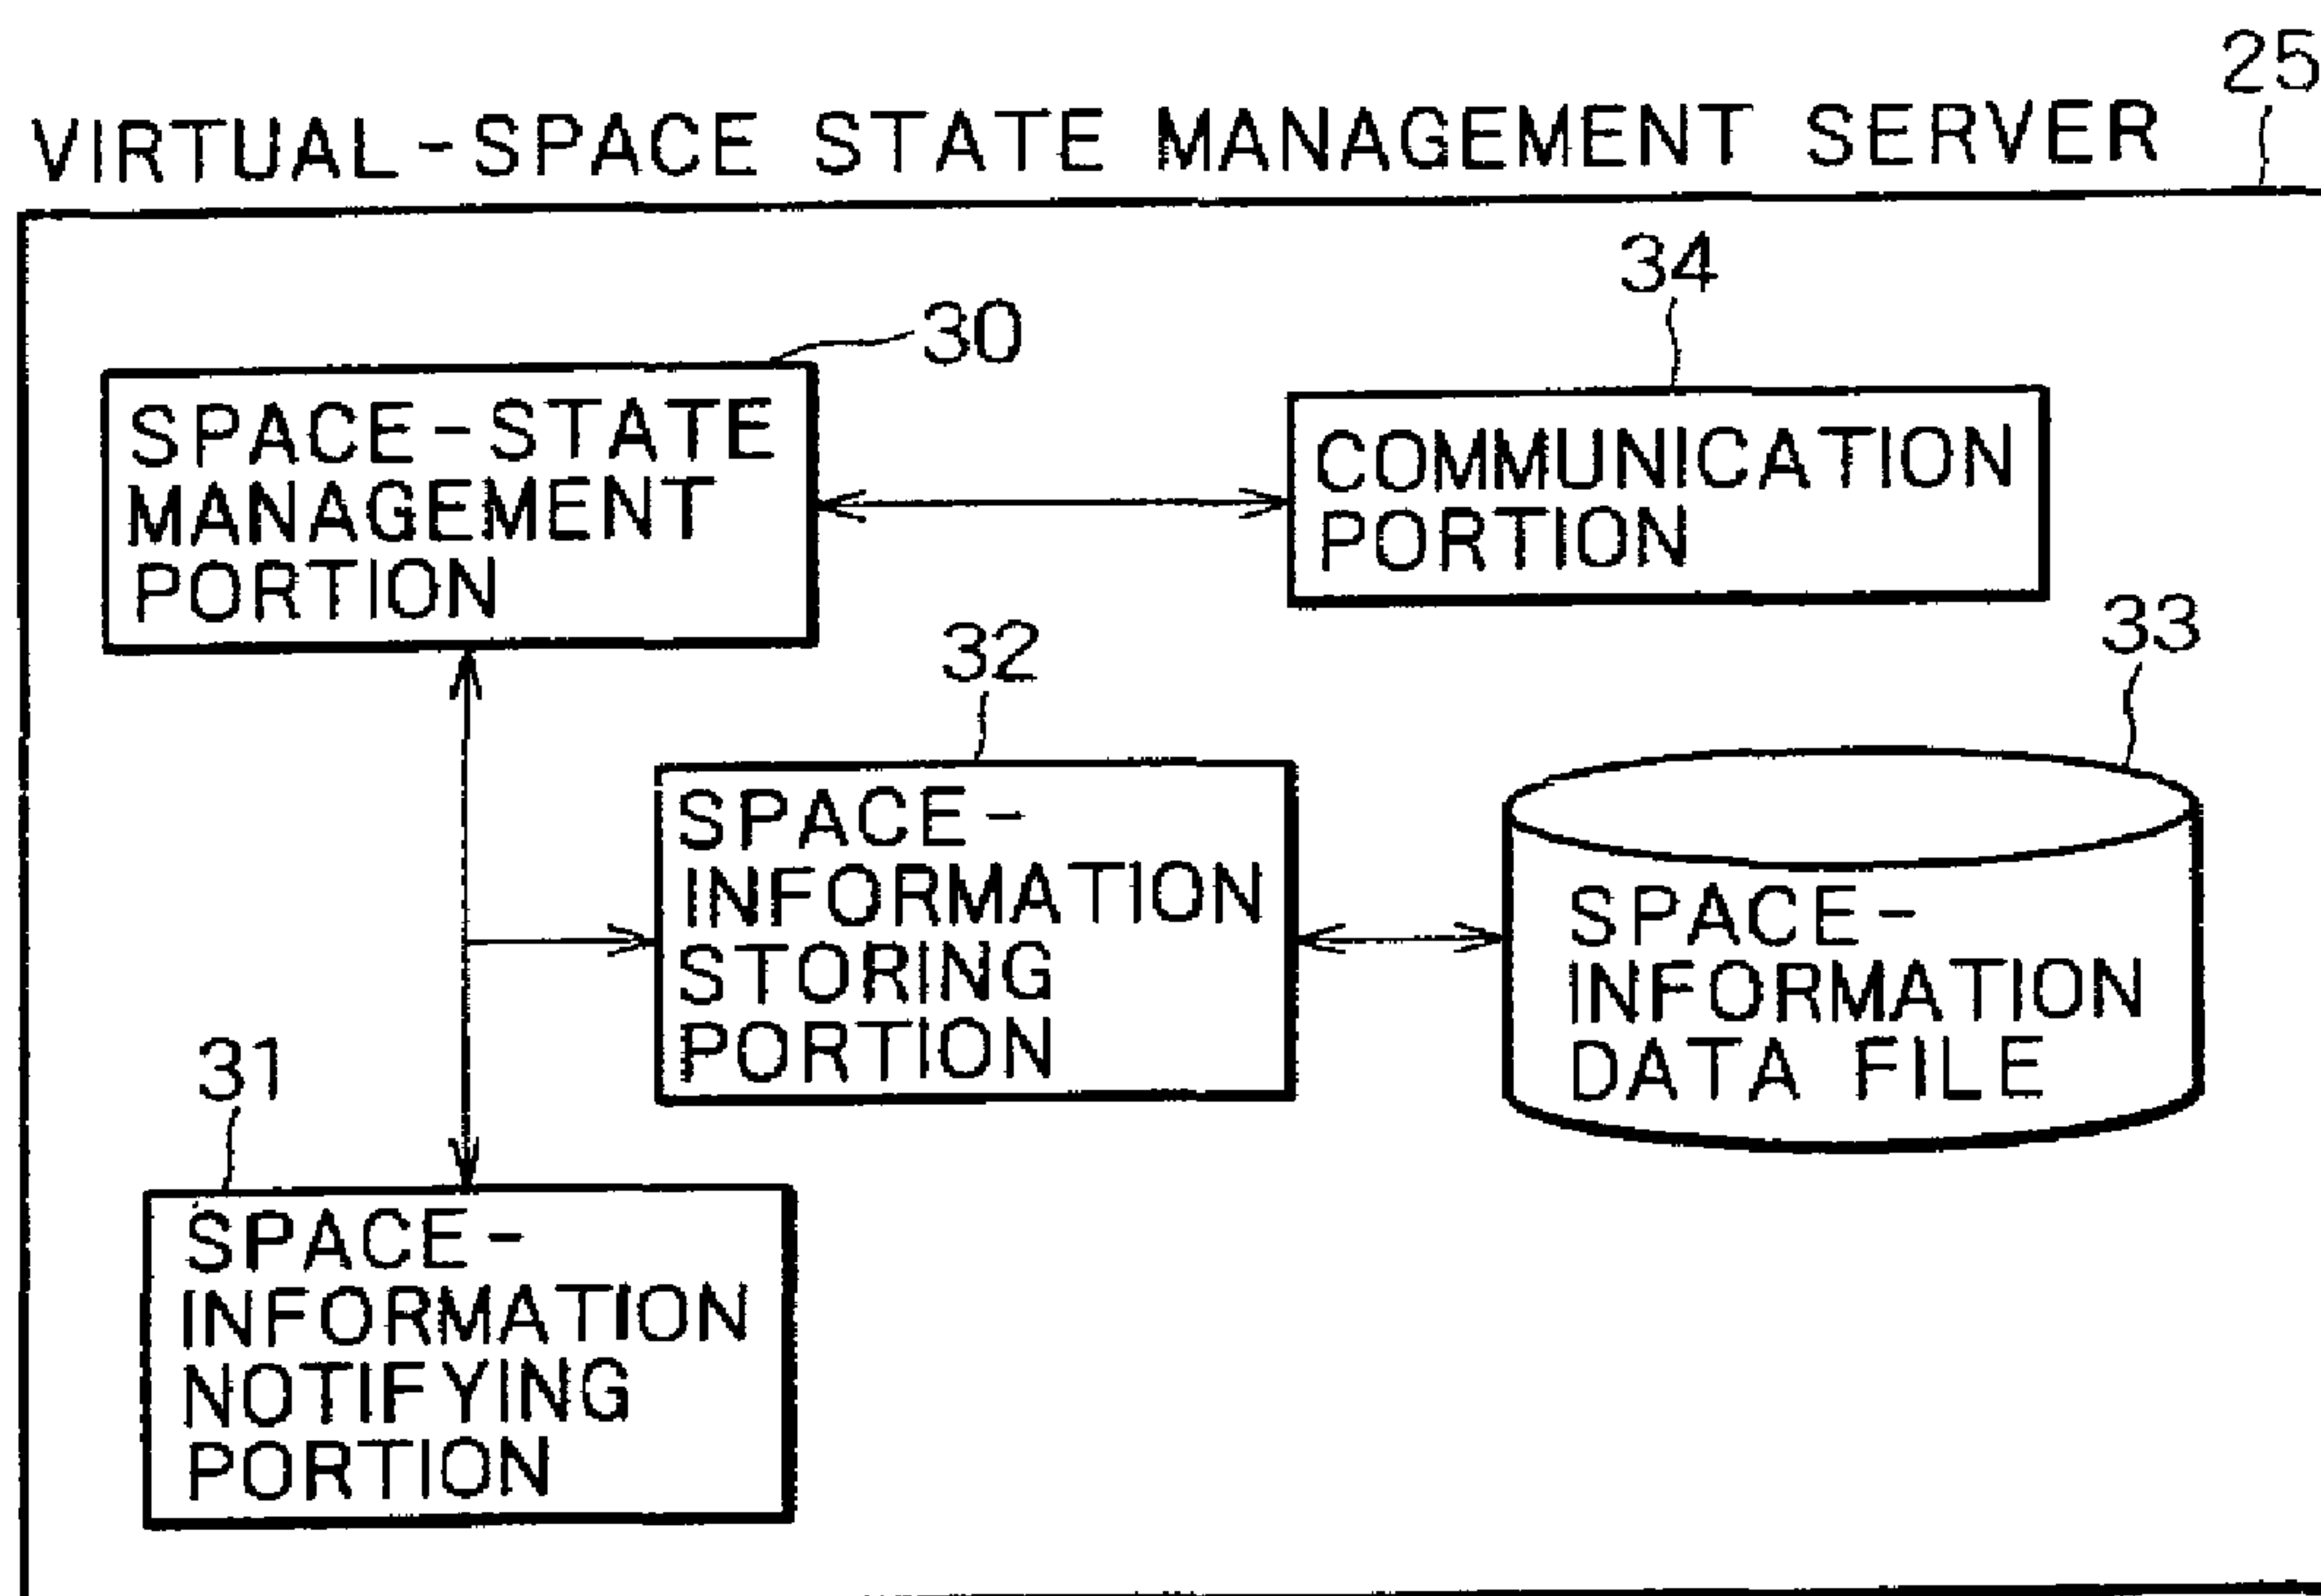 25
VIRTUAL-SPACE STATE MANAGEMENT SERVER
34
30
SPACE-STATE
MANAGEMENT
PORTION
COMMUNICATION
PORTION
32
33
SPACE-
INFORMATION
STORING
PORTION
SPACE-
INFORMATION
DATA FILE
31
SPACE-
INFORMATION
NOTIFYING
PORTION